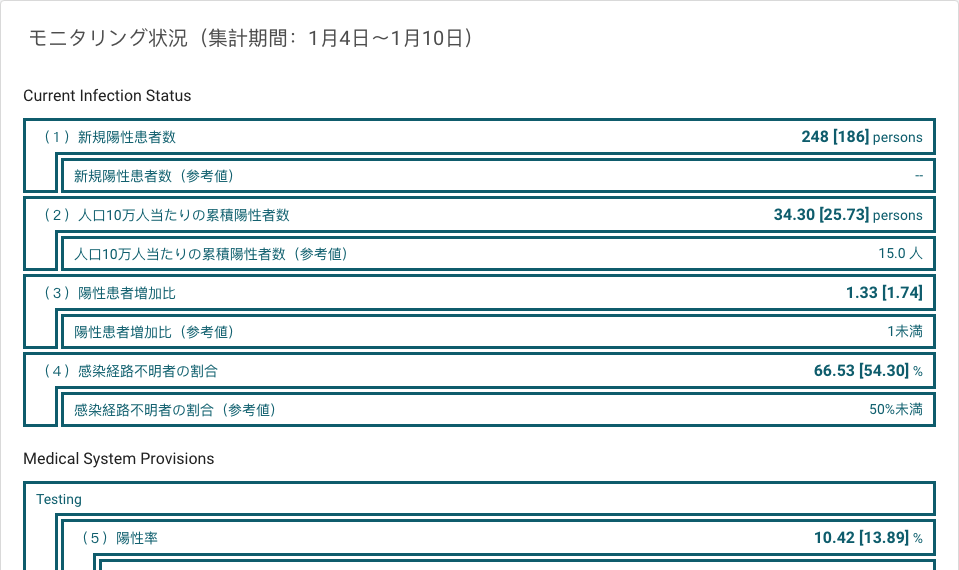 モニタリング状況（集計期間：1月4日～1月10日）
Current Infection Status
（１）新規陽性患者数 248 [186] persons
新規陽性患者数（参考値） --
（２）人口10万人当たりの累積陽性者数 34.30 [25.73] persons
人口10万人当たりの累積陽性者数（参考値） 15.0 人
（３）陽性患者増加比 1.33 [1.74]
陽性患者増加比（参考値） 1未満
（４）感染経路不明者の割合 66.53 [54.30] %
感染経路不明者の割合（参考値） 50%未満
Medical System Provisions
Testing
（５）陽性率 10.42 [13.89] %